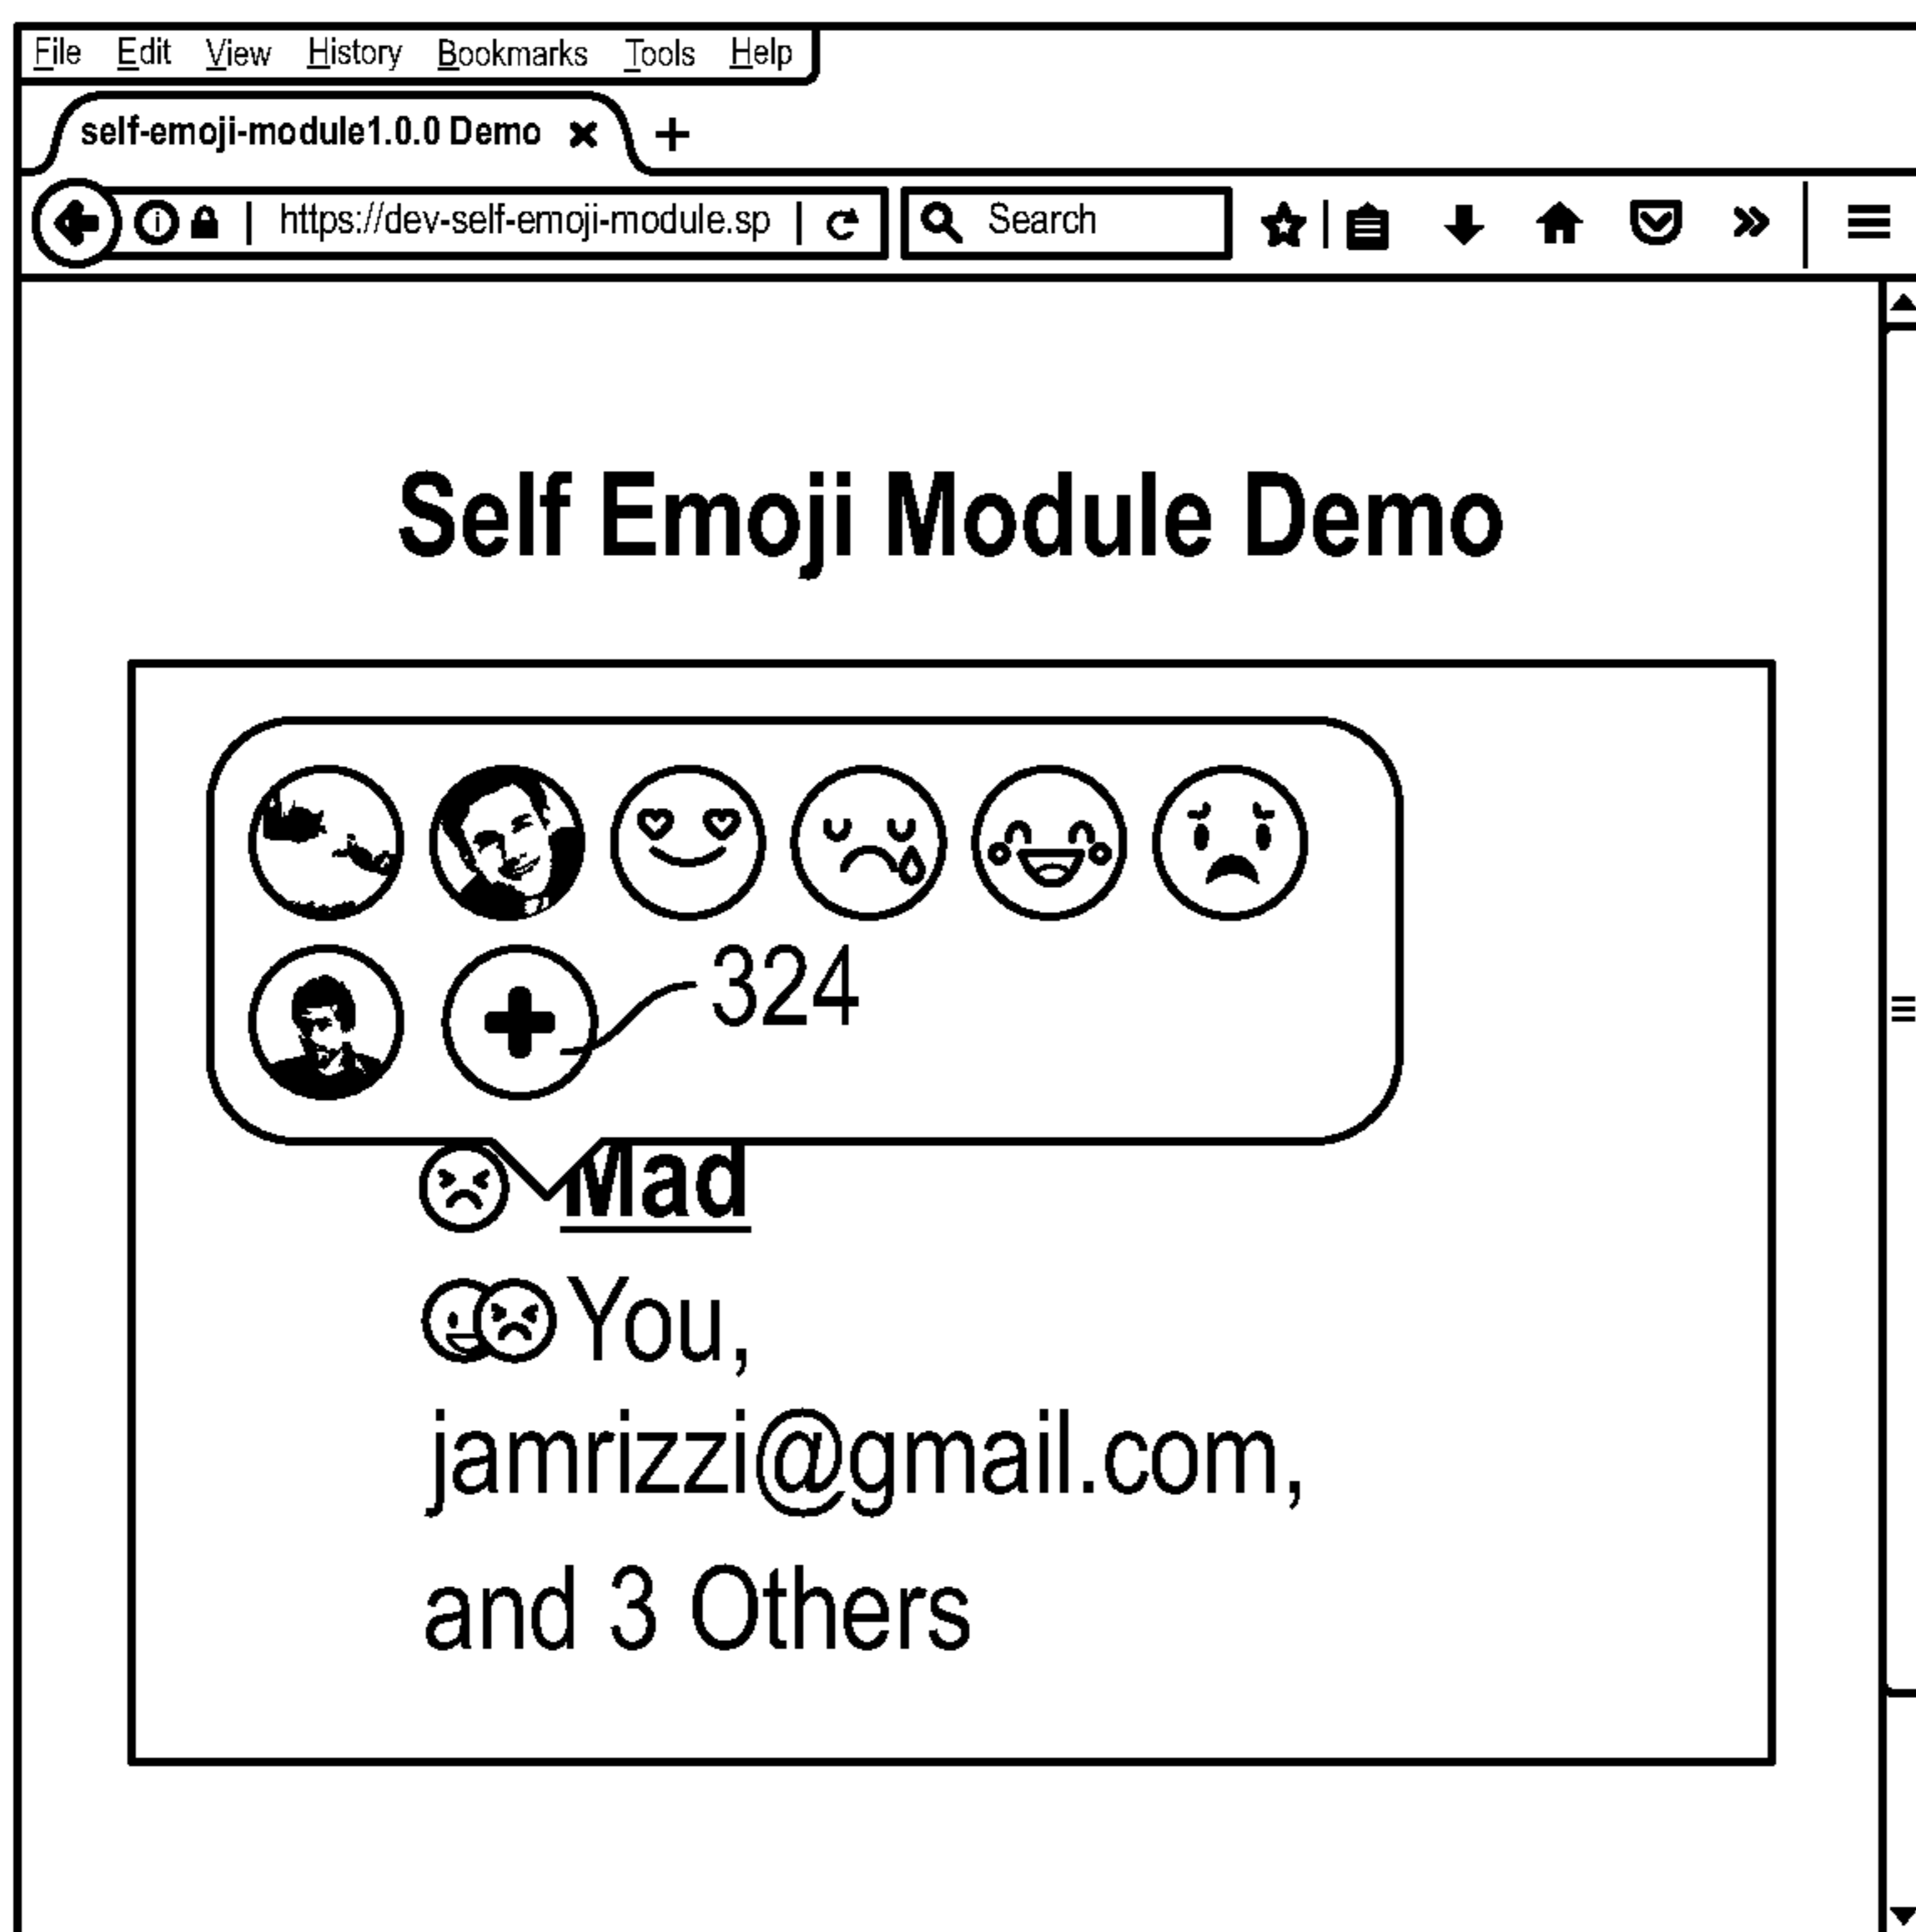 File Edit View History Bookmarks Tools Help
self-emoji-module1.0.0 Demo
https://dev-self-emoji-module.sp
Search
Self Emoji Module Demo
324
Mad
You,
jamrizzi@gmail.com,
and 3 Others